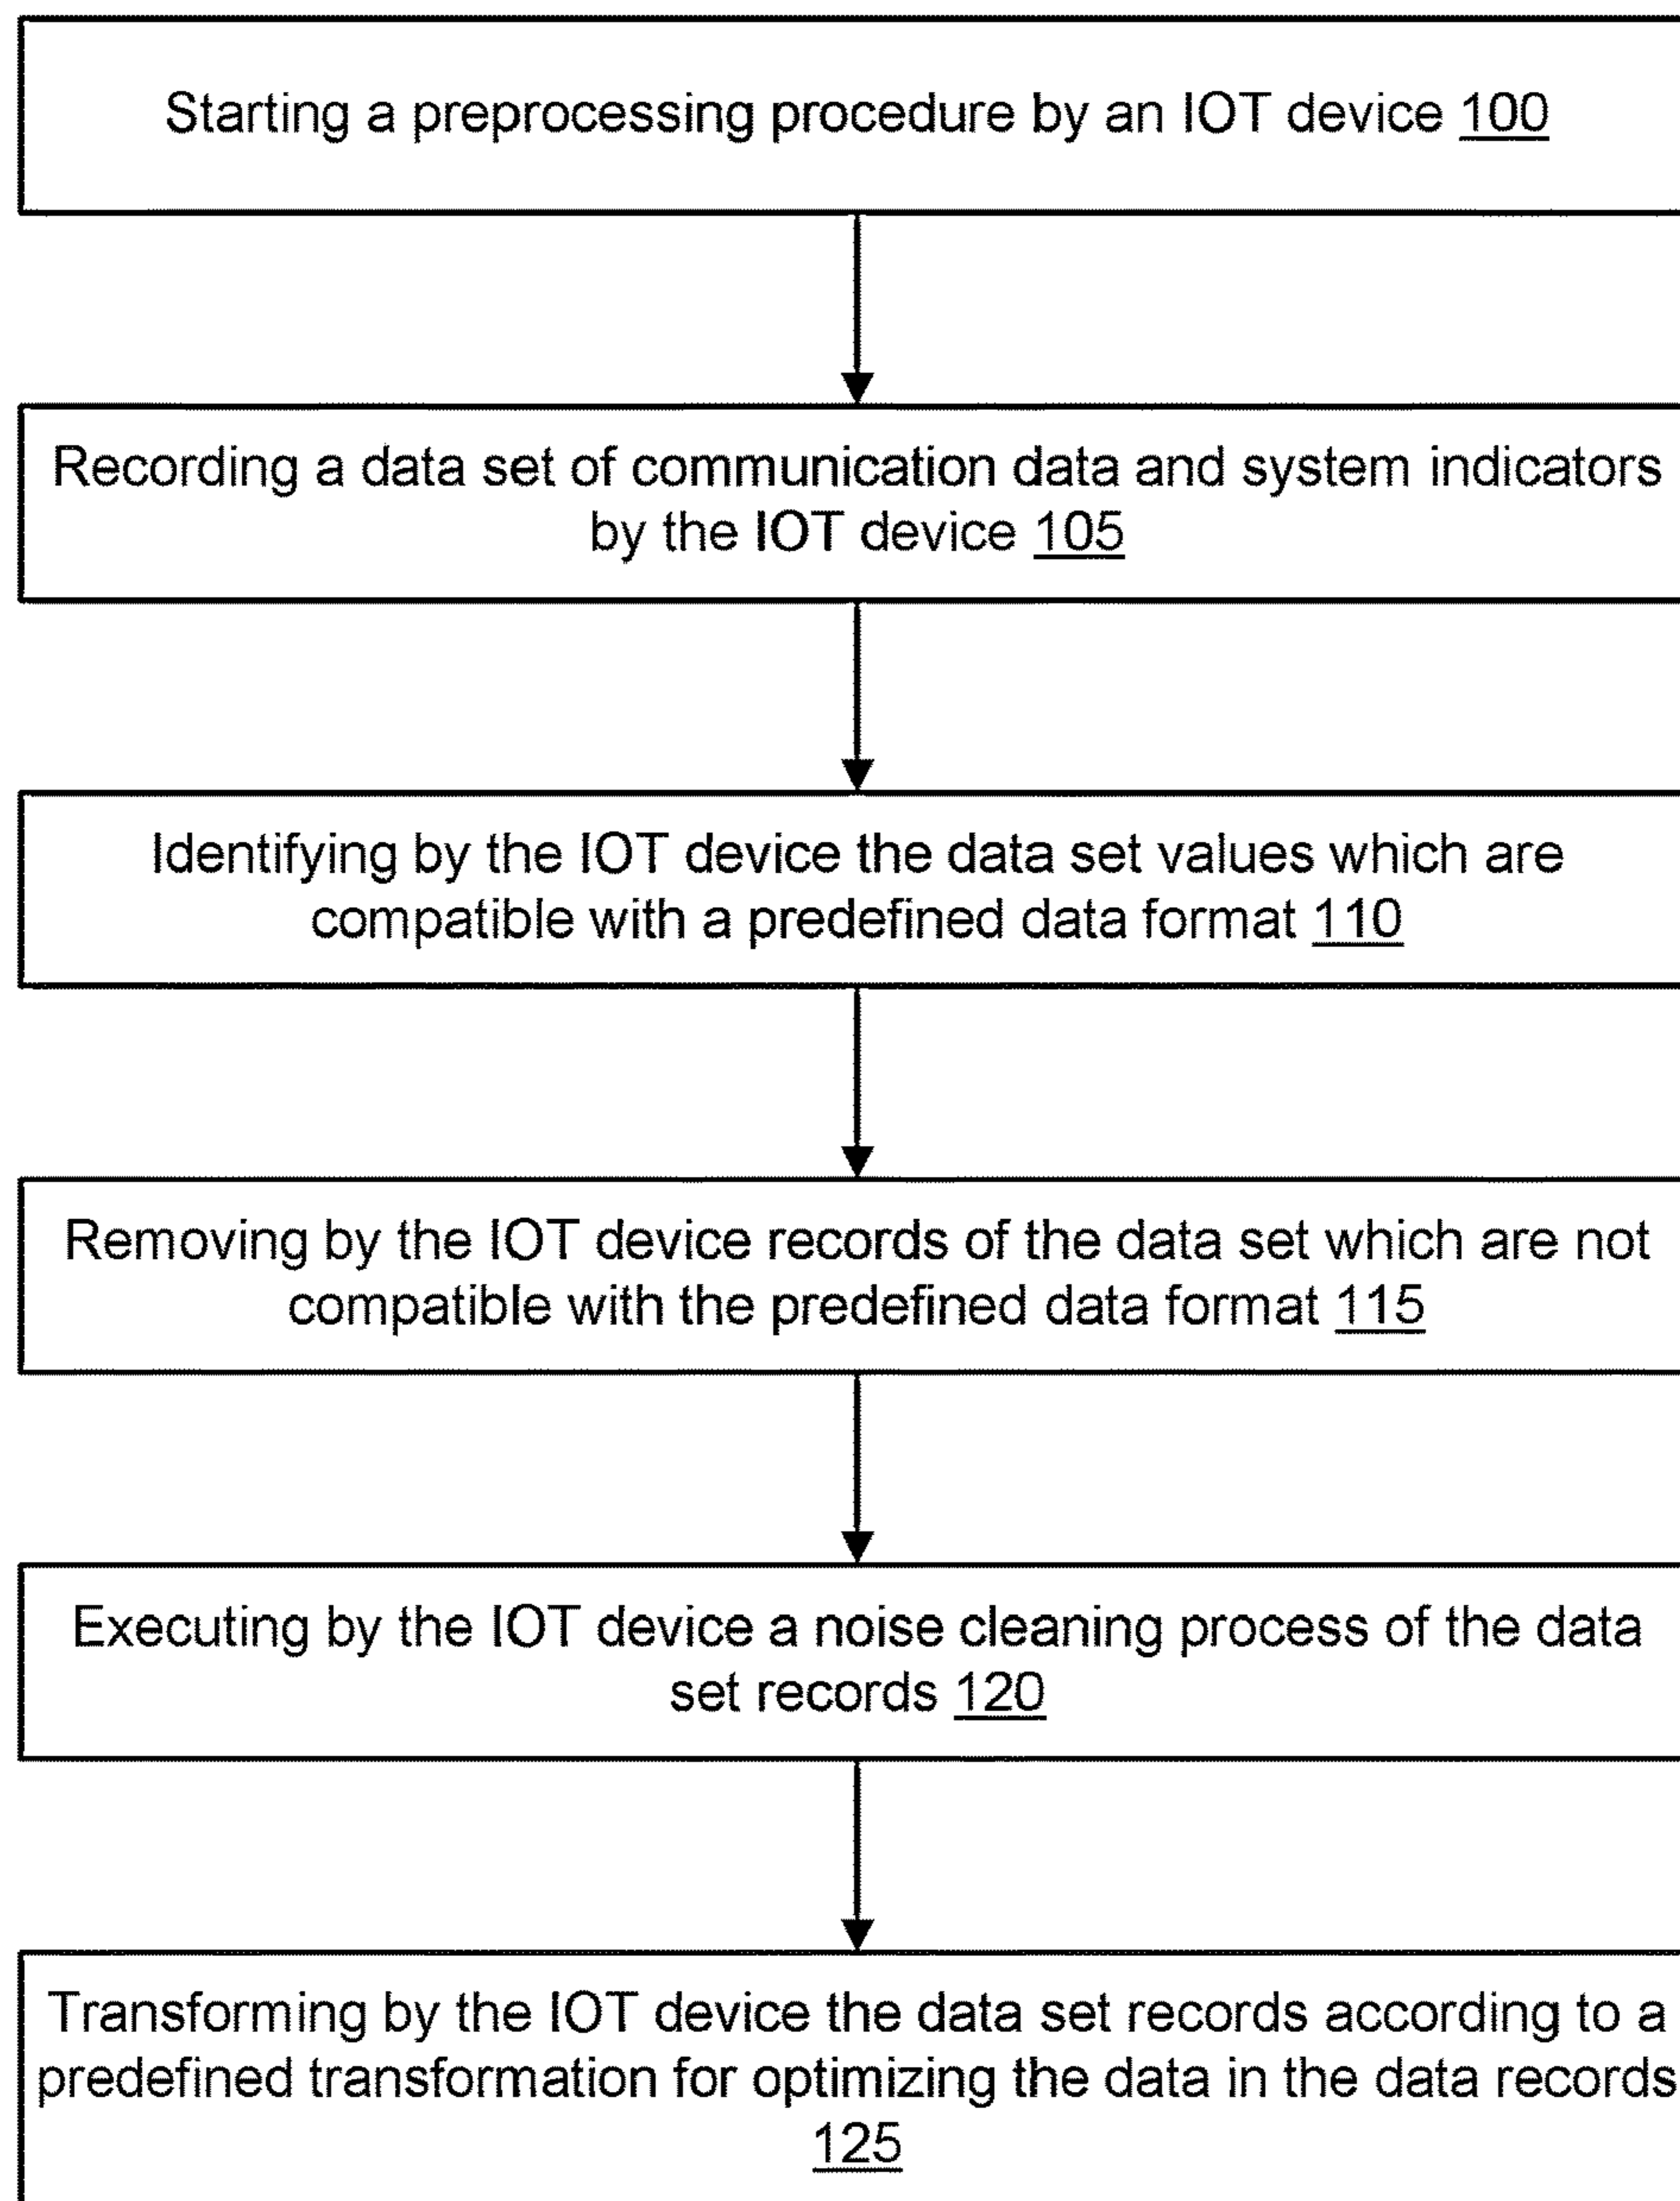 Starting a preprocessing procedure by an IOT device 100
Recording a data set of communication data and system indicators
by the IOT device 105
Identifying by the IOT device the data set values which are
compatible with a predefined data format 110
Removing by the IOT device records of the data set which are not
compatible with the predefined data format 115
Executing by the IOT device a noise cleaning process of the data
set records 120
Transforming by the IOT device the data set records according to a
predefined transformation for optimizing the data in the data records
125